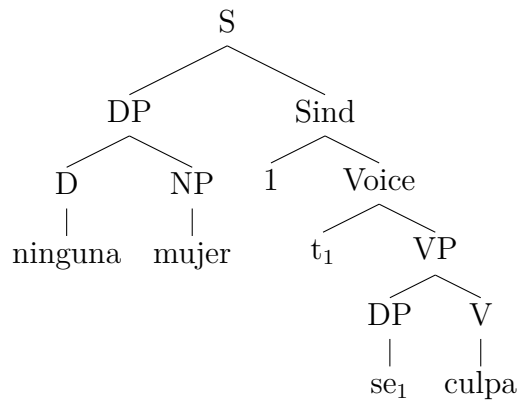 S
DP Sind
D NP 1 Voice
ninguna mujer t₁ VP
DP V
se₁ culpa